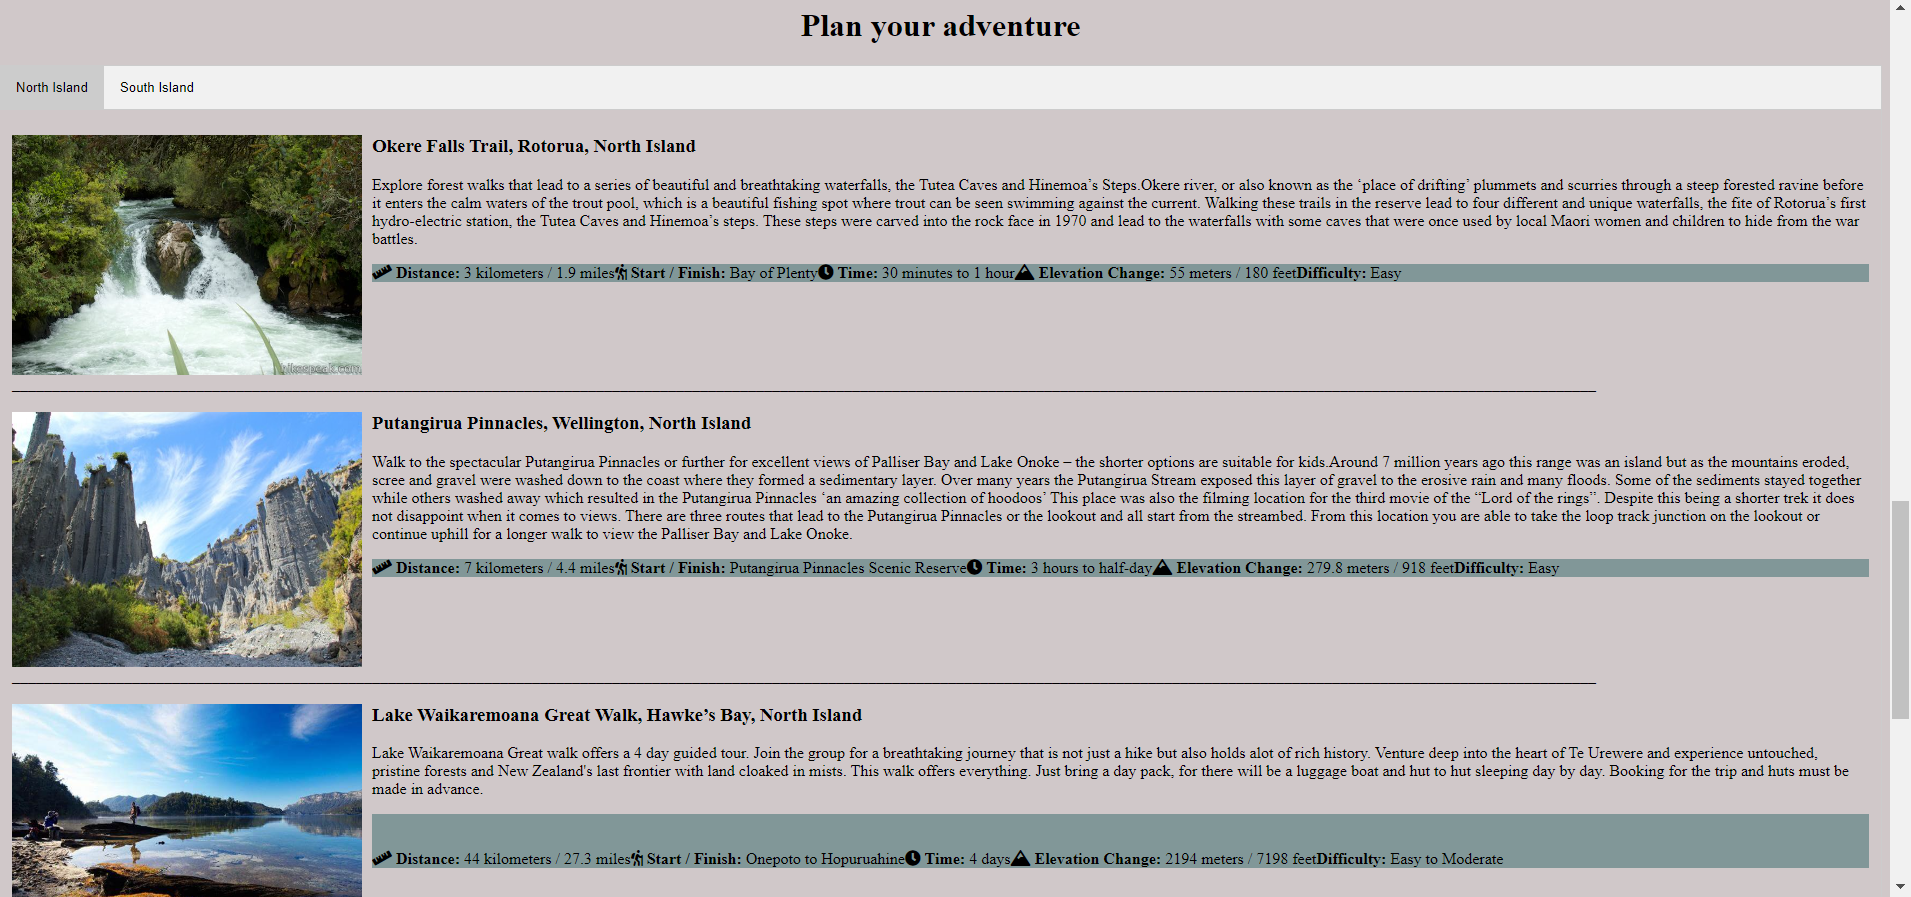 Plan your adventure
North Island
South Island
Okere Falls Trail, Rotorua, North Island
Explore forest walks that lead to a series of beautiful and breathtaking waterfalls, the Tutea Caves and Hinemoa’s Steps.Okere river, or also known as the ‘place of drifting’ plummets and scurries through a steep forested ravine before
it enters the calm waters of the trout pool, which is a beautiful fishing spot where trout can be seen swimming against the current. Walking these trails in the reserve lead to four different and unique waterfalls, the fite of Rotorua’s first
hydro-electric station, the Tutea Caves and Hinemoa’s steps. These steps were carved into the rock face in 1970 and lead to the waterfalls with some caves that were once used by local Maori women and children to hide from the war
battles.
Distance: 3 kilometers / 1.9 miles Start / Finish: Bay of Plenty Time: 30 minutes to 1 hour Elevation Change: 55 meters / 180 feetDifficulty: Easy
Putangirua Pinnacles, Wellington, North Island
Walk to the spectacular Putangirua Pinnacles or further for excellent views of Palliser Bay and Lake Onoke – the shorter options are suitable for kids.Around 7 million years ago this range was an island but as the mountains eroded,
scree and gravel were washed down to the coast where they formed a sedimentary layer. Over many years the Putangirua Stream exposed this layer of gravel to the erosive rain and many floods. Some of the sediments stayed together
while others washed away which resulted in the Putangirua Pinnacles ‘an amazing collection of hoodoos’ This place was also the filming location for the third movie of the “Lord of the rings”. Despite this being a shorter trek it does
not disappoint when it comes to views. There are three routes that lead to the Putangirua Pinnacles or the lookout and all start from the streambed. From this location you are able to take the loop track junction on the lookout or
continue uphill for a longer walk to view the Palliser Bay and Lake Onoke.
Distance: 7 kilometers / 4.4 miles Start / Finish: Putangirua Pinnacles Scenic Reserve Time: 3 hours to half-day Elevation Change: 279.8 meters / 918 feetDifficulty: Easy
Lake Waikaremoana Great Walk, Hawke’s Bay, North Island
Lake Waikaremoana Great walk offers a 4 day guided tour. Join the group for a breathtaking journey that is not just a hike but also holds alot of rich history. Venture deep into the heart of Te Urewere and experience untouched,
pristine forests and New Zealand's last frontier with land cloaked in mists. This walk offers everything. Just bring a day pack, for there will be a luggage boat and hut to hut sleeping day by day. Booking for the trip and huts must be
made in advance.
Distance: 44 kilometers / 27.3 miles Start / Finish: Onepoto to Hopuruahine Time: 4 days Elevation Change: 2194 meters / 7198 feetDifficulty: Easy to Moderate